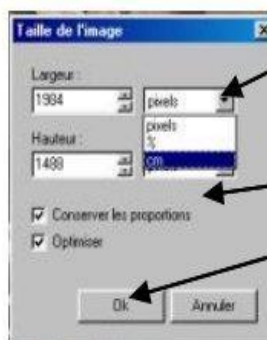 Taille de l'image
Largeur :
1984
pixels
pixels
%
cm
Hauteur :
1488
Conserver les proportions
Optimiser
Ok
Annuler